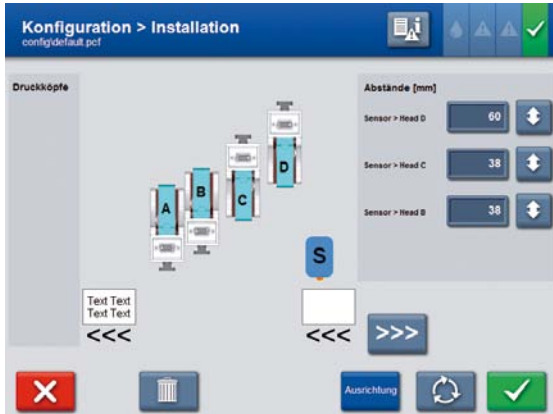 Konfiguration > Installation
config\default.pcf
Druckköpfe
Abstände [mm]
Sensor > Head D
60
Sensor > Head C
38
Sensor > Head B
38
D
B
A
C
S
Text Text
Text Text
<<<
<<<
>>>
Ausrichtung